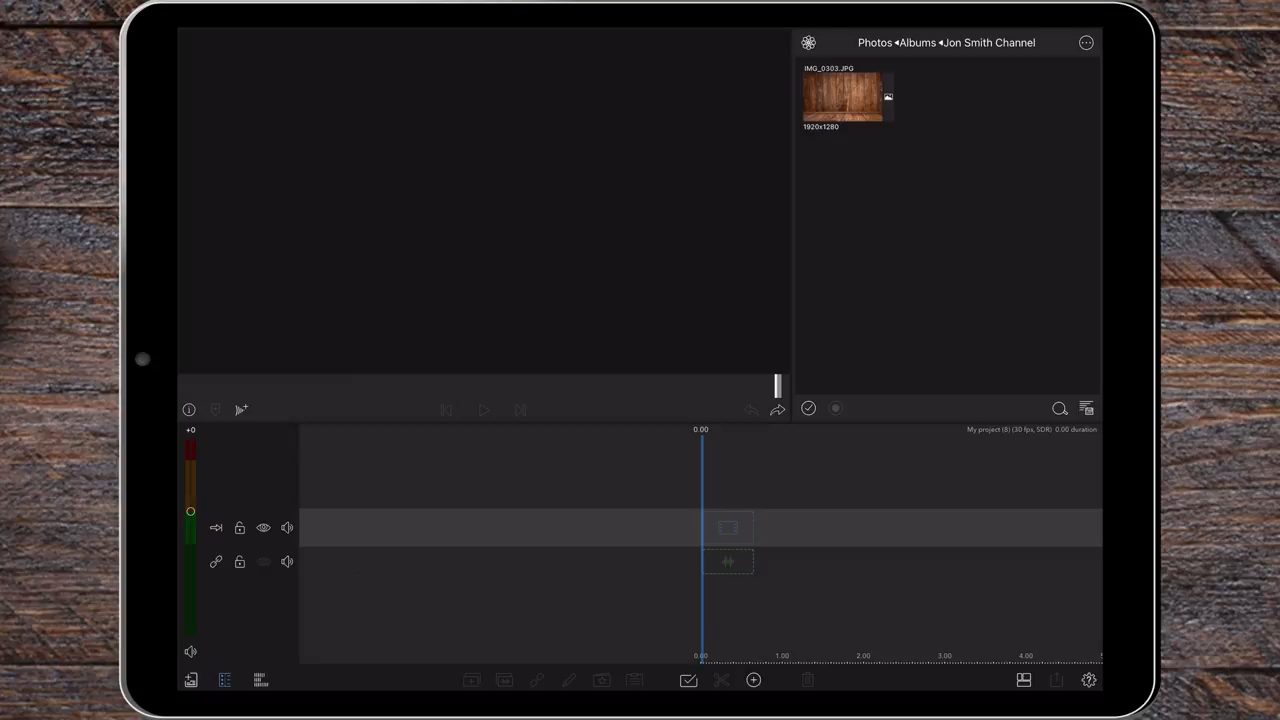 Photos ◂Albums ◂Jon Smith Channel
IMG_0303.JPG
1920x1280
+0
0.00
My project (8) (30 fps, SDR) 0.00 duration
0.00 1.00 2.00 3.00 4.00 5